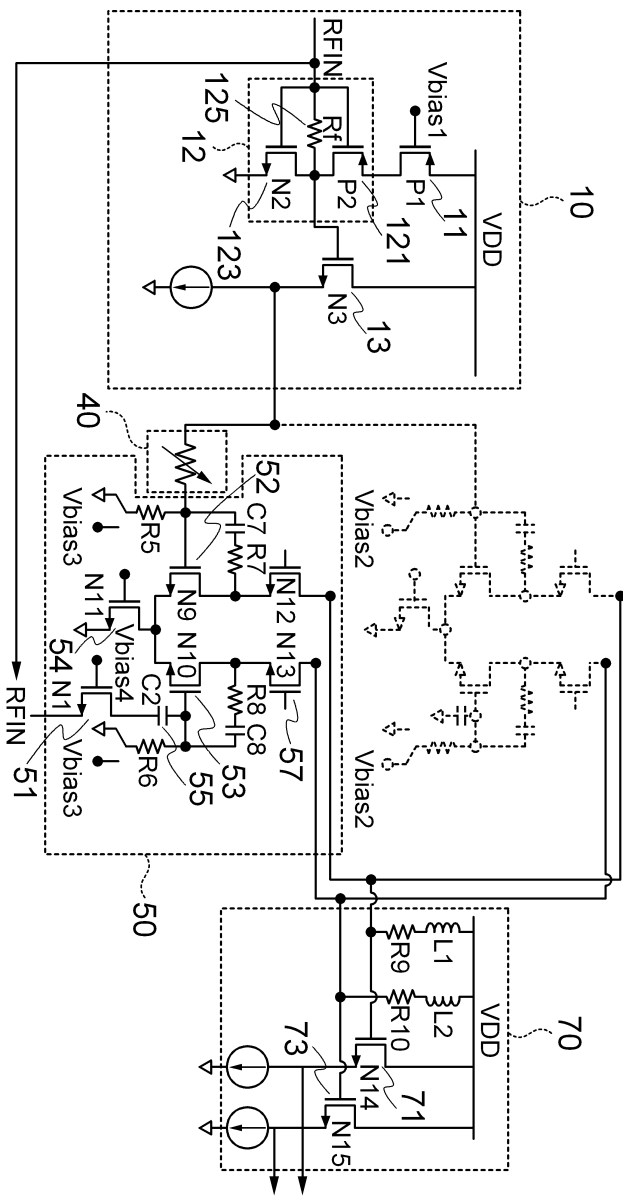 10
VDD
Vbias1
P1
11
P2
121
Rf
RFIN
125
12
N2
123
N3
13
40
52
Vbias2
Vbias2
C7
R7
N12
N13
R5
Vbias3
N9
N10
R8
C8
57
N11
Vbias4
54
N1
C2
53
55
R6
Vbias3
51
RFIN
50
70
VDD
L1
L2
R9
R10
N14
71
73
N15